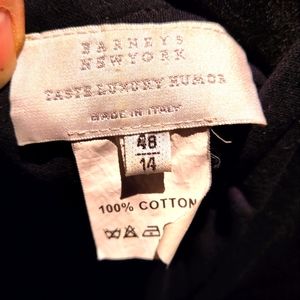 BARNEYS
NEWYORK
TASTE LUXURY HUMOR
MADE IN ITALY
48
14
100% COTTON